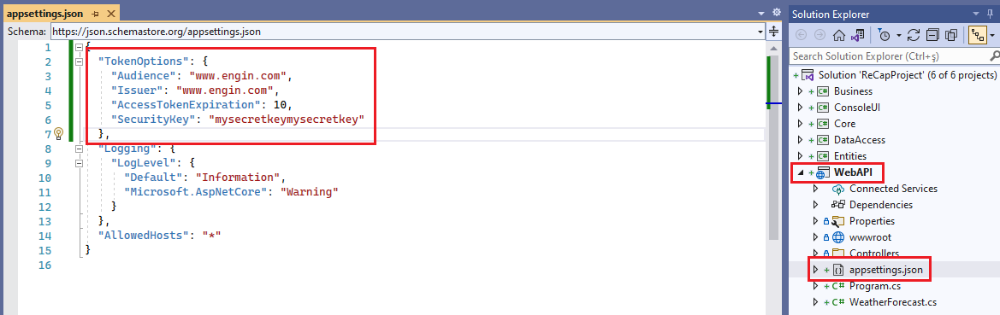 appsettings.json
Schema: https://json.schemastore.org/appsettings.json
1 {
2 "TokenOptions": {
3 "Audience": "www.engin.com",
4 "Issuer": "www.engin.com",
5 "AccessTokenExpiration": 10,
6 "SecurityKey": "mysecretkeymysecretkey"
7 },
8 "Logging": {
9 "LogLevel": {
10 "Default": "Information",
11 "Microsoft.AspNetCore": "Warning"
12 }
13 },
14 "AllowedHosts": "*"
15 }
16
Solution Explorer
Search Solution Explorer (Ctrl+ş)
Solution 'ReCapProject' (6 of 6 projects)
Business
ConsoleUI
Core
DataAccess
Entities
WebAPI
Connected Services
Dependencies
Properties
wwwroot
Controllers
appsettings.json
Program.cs
WeatherForecast.cs